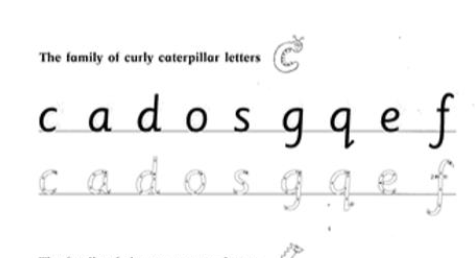 The family of curly caterpillar letters
c a d o s g q e f
c a d o s g q e f